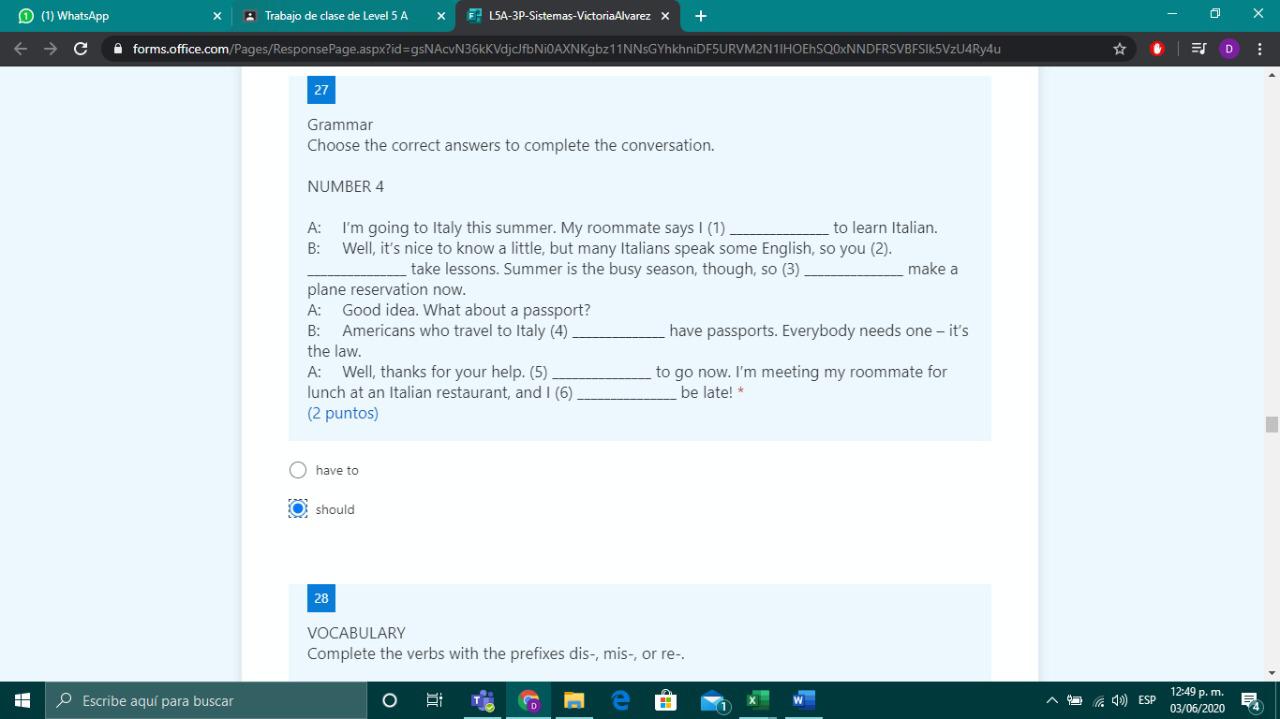 (1) WhatsApp
Trabajo de clase de Level 5 A
L5A-3P-Sistemas-VictoriaAlvarez
forms.office.com/Pages/ResponsePage.aspx?id=gsNAcvN36kKVdjcJfbNi0AXNKgbz11NNsGYhkhniDF5URVM2N1lHOEhSQ0xNNDFRSVBFSlk5VzU4Ry4u
D
27
Grammar
Choose the correct answers to complete the conversation.
NUMBER 4
A: I'm going to Italy this summer. My roommate says I (1) _______________ to learn Italian.
B: Well, it's nice to know a little, but many Italians speak some English, so you (2).
_______________ take lessons. Summer is the busy season, though, so (3) _______________ make a
plane reservation now.
A: Good idea. What about a passport?
B: Americans who travel to Italy (4) ______________ have passports. Everybody needs one – it's
the law.
A: Well, thanks for your help. (5) _______________ to go now. I'm meeting my roommate for
lunch at an Italian restaurant, and I (6) _______________ be late! *
(2 puntos)
have to
should
28
VOCABULARY
Complete the verbs with the prefixes dis-, mis-, or re-.
Escribe aquí para buscar
ESP
12:49 p. m.
03/06/2020